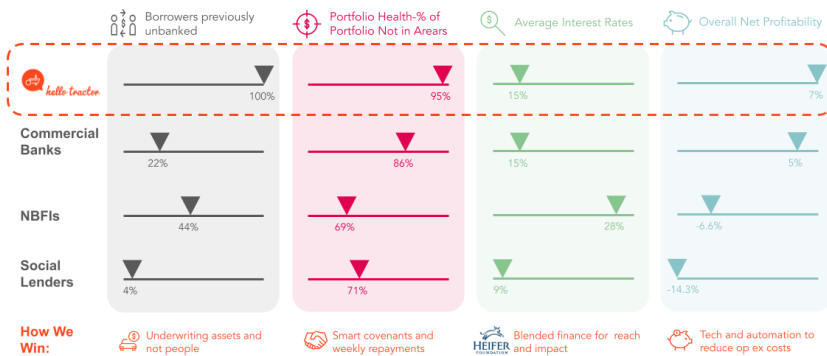 Borrowers previously
unbanked
Portfolio Health-% of
Portfolio Not in Arears
Average Interest Rates
Overall Net Profitability
hello tractor
100%
95%
15%
7%
Commercial
Banks
22%
86%
15%
5%
NBFIs
44%
69%
28%
-6.6%
Social
Lenders
4%
71%
9%
-14.3%
How We
Win:
Underwriting assets and
not people
Smart covenants and
weekly repayments
HEIFER
FOUNDATION
Blended finance for reach
and impact
Tech and automation to
reduce op ex costs